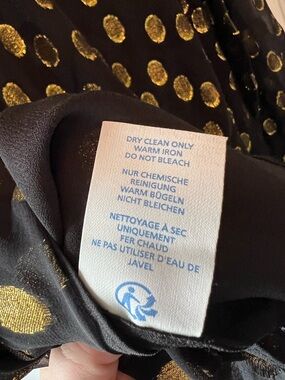 DRY CLEAN ONLY
WARM IRON
DO NOT BLEACH
NUR CHEMISCHE
REINIGUNG
WARM BÜGELN
NICHT BLEICHEN
NETTOYAGE À SEC
UNIQUEMENT
FER CHAUD
NE PAS UTILISER D'EAU DE
JAVEL